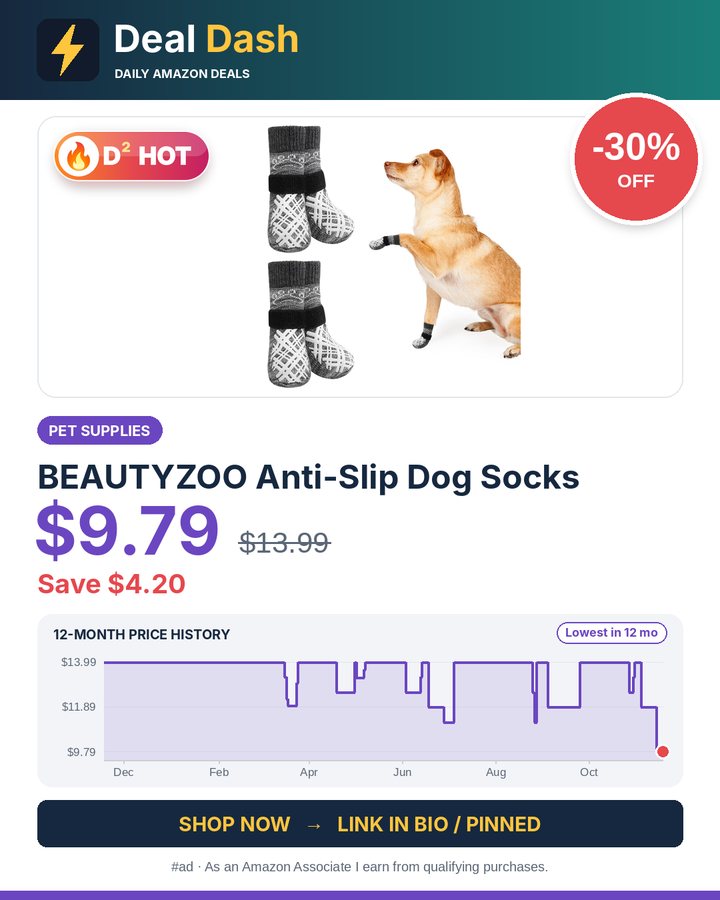 Deal Dash
DAILY AMAZON DEALS
D² HOT
-30%
OFF
PET SUPPLIES
BEAUTYZOO Anti-Slip Dog Socks
$9.79 $13.99
Save $4.20
12-MONTH PRICE HISTORY
Lowest in 12 mo
$13.99
$11.89
$9.79
Dec Feb Apr Jun Aug Oct
SHOP NOW → LINK IN BIO / PINNED
#ad · As an Amazon Associate I earn from qualifying purchases.